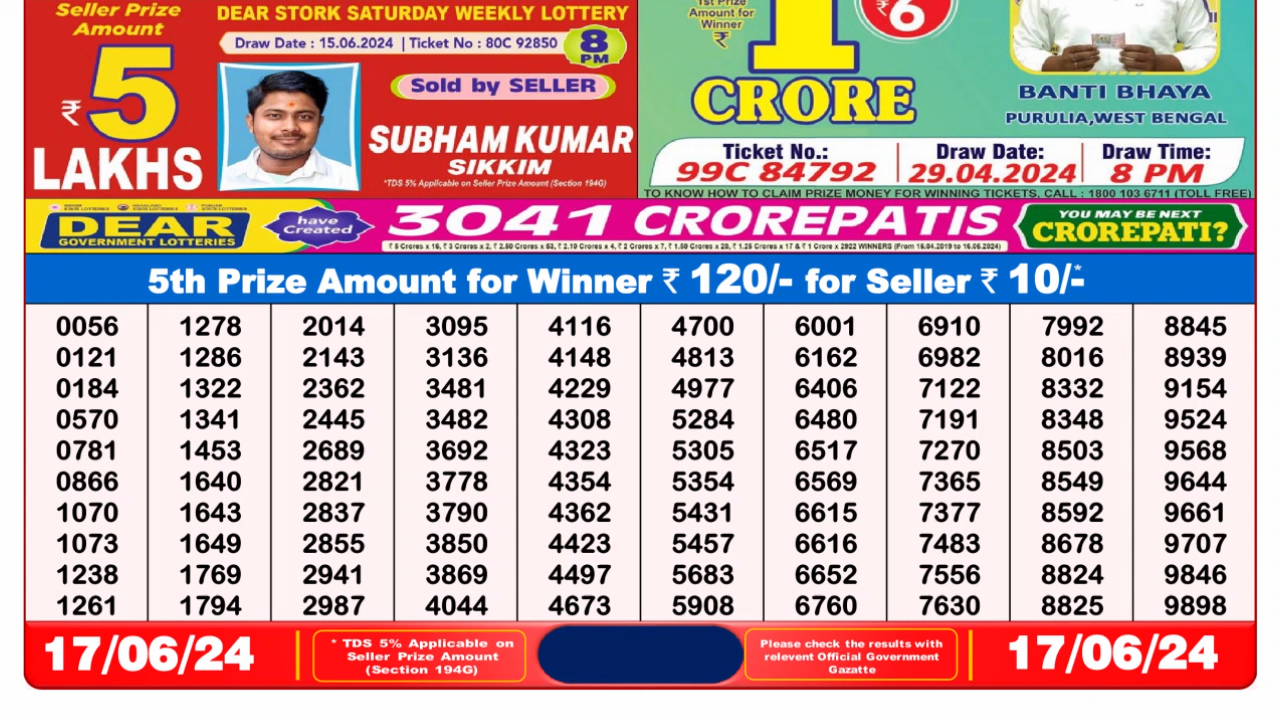 Seller Prize
Amount
₹ 5
LAKHS
DEAR STORK SATURDAY WEEKLY LOTTERY
Draw Date : 15.06.2024 | Ticket No : 80C 92850
8
PM
Sold by SELLER
SUBHAM KUMAR
SIKKIM
*TDS 5% Applicable on Seller Prize Amount (Section 194G)
1st Prize
Amount for
Winner
₹
1
CRORE
₹6
BANTI BHAYA
PURULIA,WEST BENGAL
Ticket No.: Draw Date: Draw Time:
99C 84792 29.04.2024 8 PM
TO KNOW HOW TO CLAIM PRIZE MONEY FOR WINNING TICKETS, CALL : 1800 103 6711 (TOLL FREE)
DEAR
GOVERNMENT LOTTERIES
have
Created
3041 CROREPATIS
YOU MAY BE NEXT
CROREPATI?
5th Prize Amount for Winner ₹ 120/- for Seller ₹ 10/-*
0056 1278 2014 3095 4116 4700 6001 6910 7992 8845
0121 1286 2143 3136 4148 4813 6162 6982 8016 8939
0184 1322 2362 3481 4229 4977 6406 7122 8332 9154
0570 1341 2445 3482 4308 5284 6480 7191 8348 9524
0781 1453 2689 3692 4323 5305 6517 7270 8503 9568
0866 1640 2821 3778 4354 5354 6569 7365 8549 9644
1070 1643 2837 3790 4362 5431 6615 7377 8592 9661
1073 1649 2855 3850 4423 5457 6616 7483 8678 9707
1238 1769 2941 3869 4497 5683 6652 7556 8824 9846
1261 1794 2987 4044 4673 5908 6760 7630 8825 9898
17/06/24
* TDS 5% Applicable on
Seller Prize Amount
(Section 194G)
Please check the results with
relevent Official Government
Gazatte
17/06/24